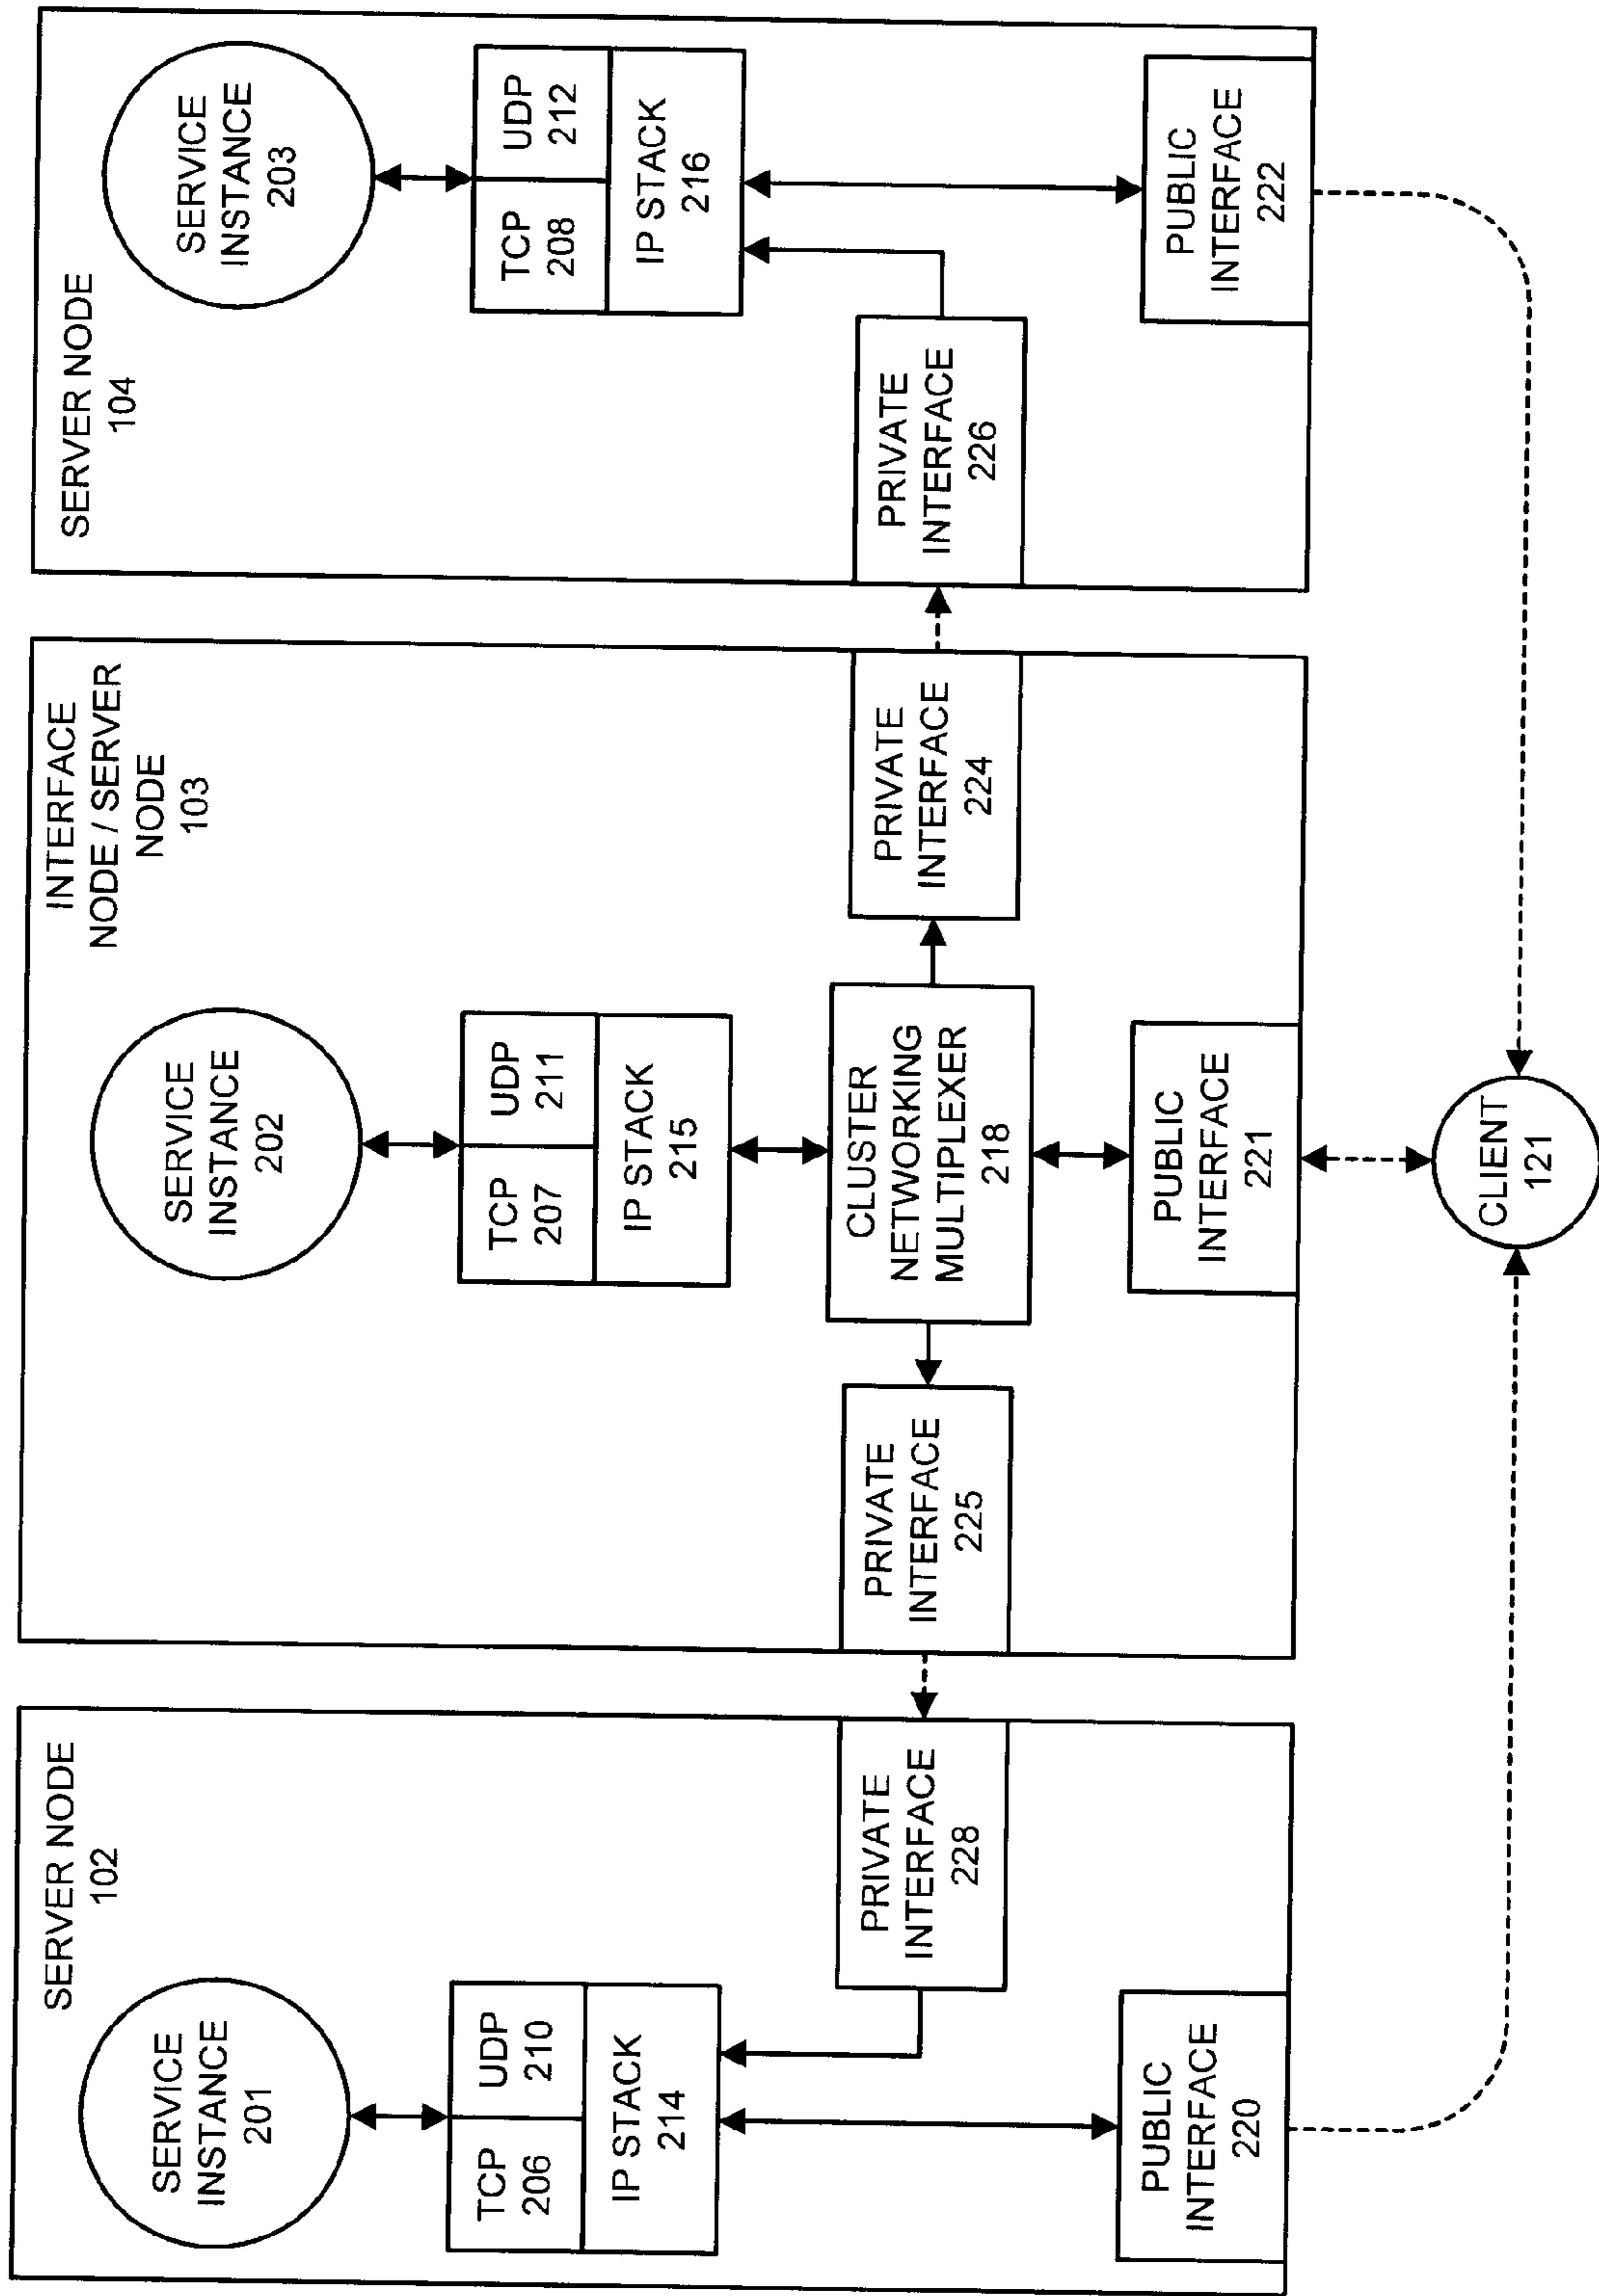 SERVER NODE
102
SERVICE
INSTANCE
201
TCP
206
UDP
210
IP STACK
214
PRIVATE
INTERFACE
228
PUBLIC
INTERFACE
220
INTERFACE
NODE / SERVER
NODE
103
SERVICE
INSTANCE
202
TCP
207
UDP
211
IP STACK
215
PRIVATE
INTERFACE
225
CLUSTER
NETWORKING
MULTIPLEXER
218
PRIVATE
INTERFACE
224
PUBLIC
INTERFACE
221
SERVER NODE
104
SERVICE
INSTANCE
203
TCP
208
UDP
212
IP STACK
216
PRIVATE
INTERFACE
226
PUBLIC
INTERFACE
222
CLIENT
121